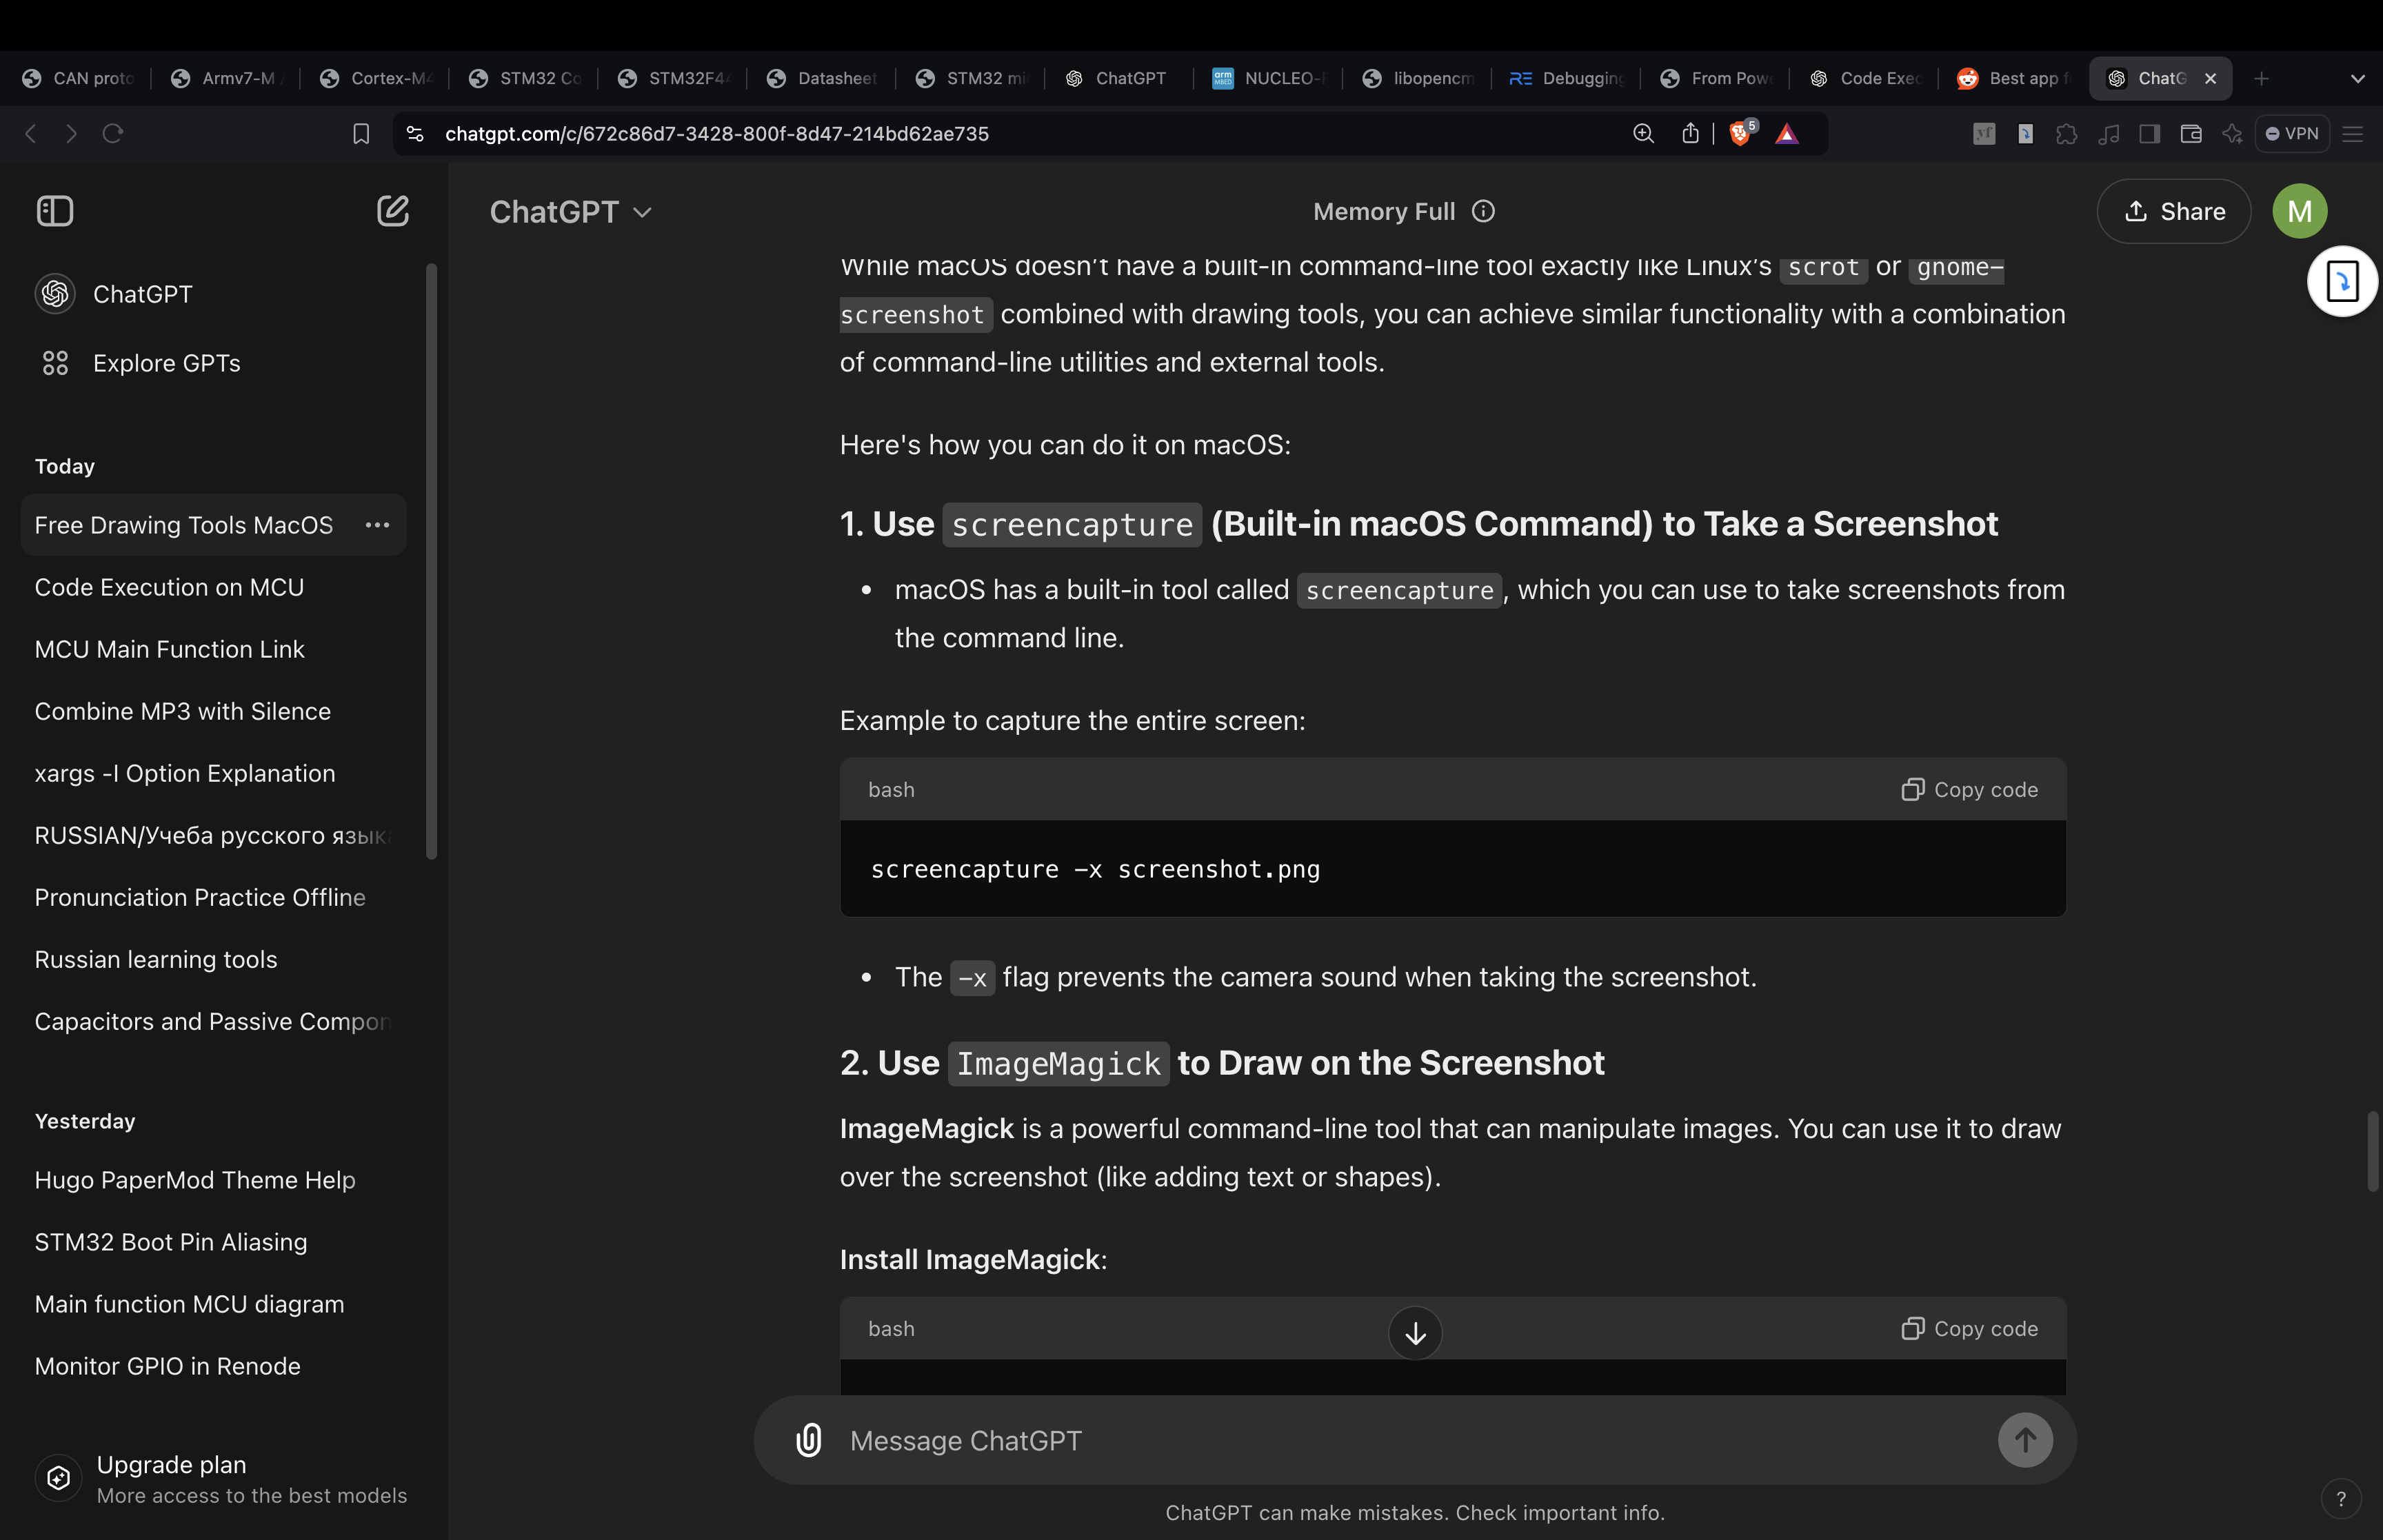 CAN proto
Armv7-M
Cortex-M4
STM32 Co
STM32F44
Datasheet
STM32 mi
ChatGPT
arm MBED
NUCLEO-
libopencm
RE
Debugging
From Pow
Code Exec
Best app f
ChatG
chatgpt.com/c/672c86d7-3428-800f-8d47-214bd62ae735
5
yf
VPN
ChatGPT
Memory Full
Share
M
ChatGPT
Explore GPTs
Today
Free Drawing Tools MacOS
Code Execution on MCU
MCU Main Function Link
Combine MP3 with Silence
xargs -I Option Explanation
RUSSIAN/Учеба русского язык
Pronunciation Practice Offline
Russian learning tools
Capacitors and Passive Compon
Yesterday
Hugo PaperMod Theme Help
STM32 Boot Pin Aliasing
Main function MCU diagram
Monitor GPIO in Renode
Upgrade plan
More access to the best models
While macOS doesn't have a built-in command-line tool exactly like Linux's scrot or gnome-
screenshot combined with drawing tools, you can achieve similar functionality with a combination
of command-line utilities and external tools.
Here's how you can do it on macOS:
1. Use screencapture (Built-in macOS Command) to Take a Screenshot
• macOS has a built-in tool called screencapture, which you can use to take screenshots from
the command line.
Example to capture the entire screen:
bash
Copy code
screencapture -x screenshot.png
• The -x flag prevents the camera sound when taking the screenshot.
2. Use ImageMagick to Draw on the Screenshot
ImageMagick is a powerful command-line tool that can manipulate images. You can use it to draw
over the screenshot (like adding text or shapes).
Install ImageMagick:
bash
Copy code
Message ChatGPT
ChatGPT can make mistakes. Check important info.
?